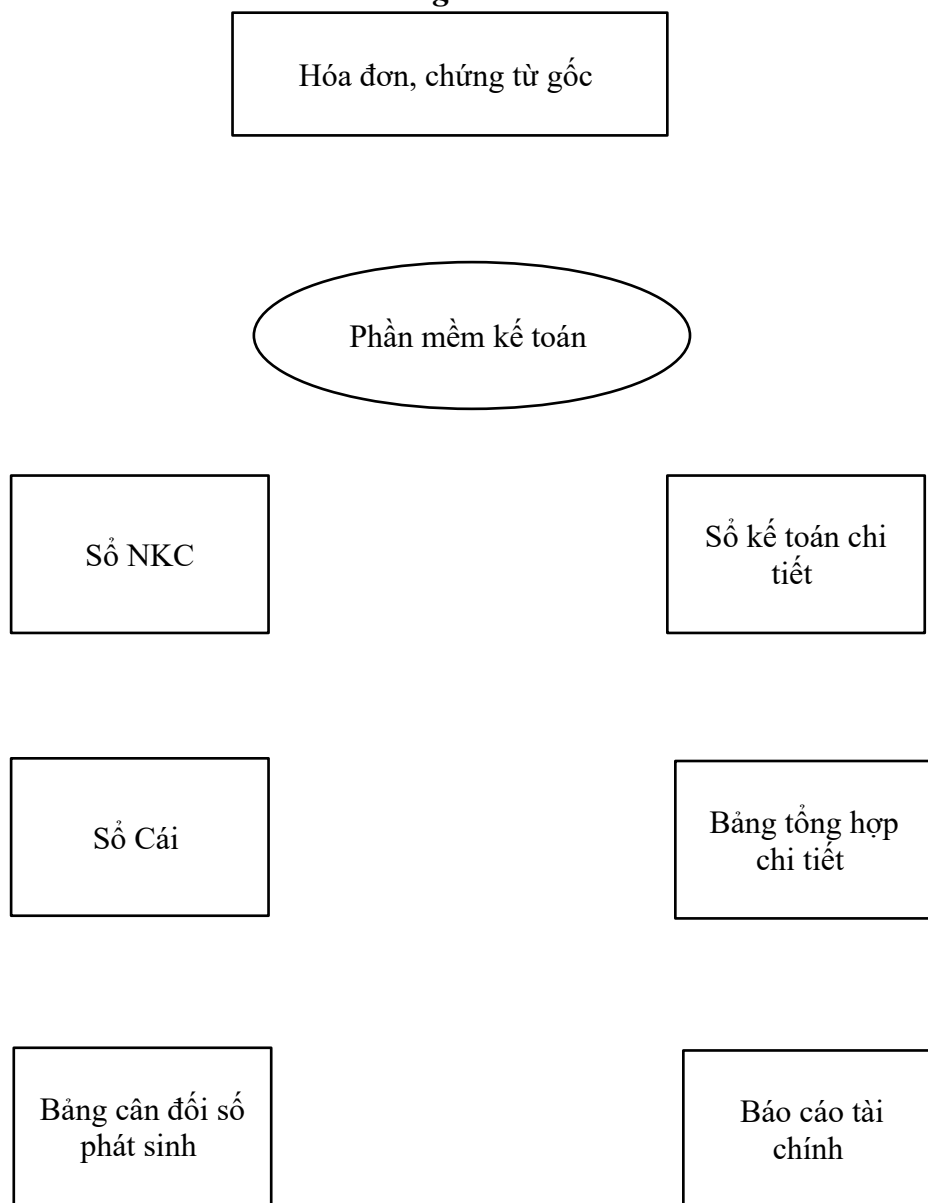 Hóa đơn, chứng từ gốc
Phần mềm kế toán
Sổ NKC
Sổ kế toán chi
tiết
Sổ Cái
Bảng tổng hợp
chi tiết
Bảng cân đối số
phát sinh
Báo cáo tài
chính